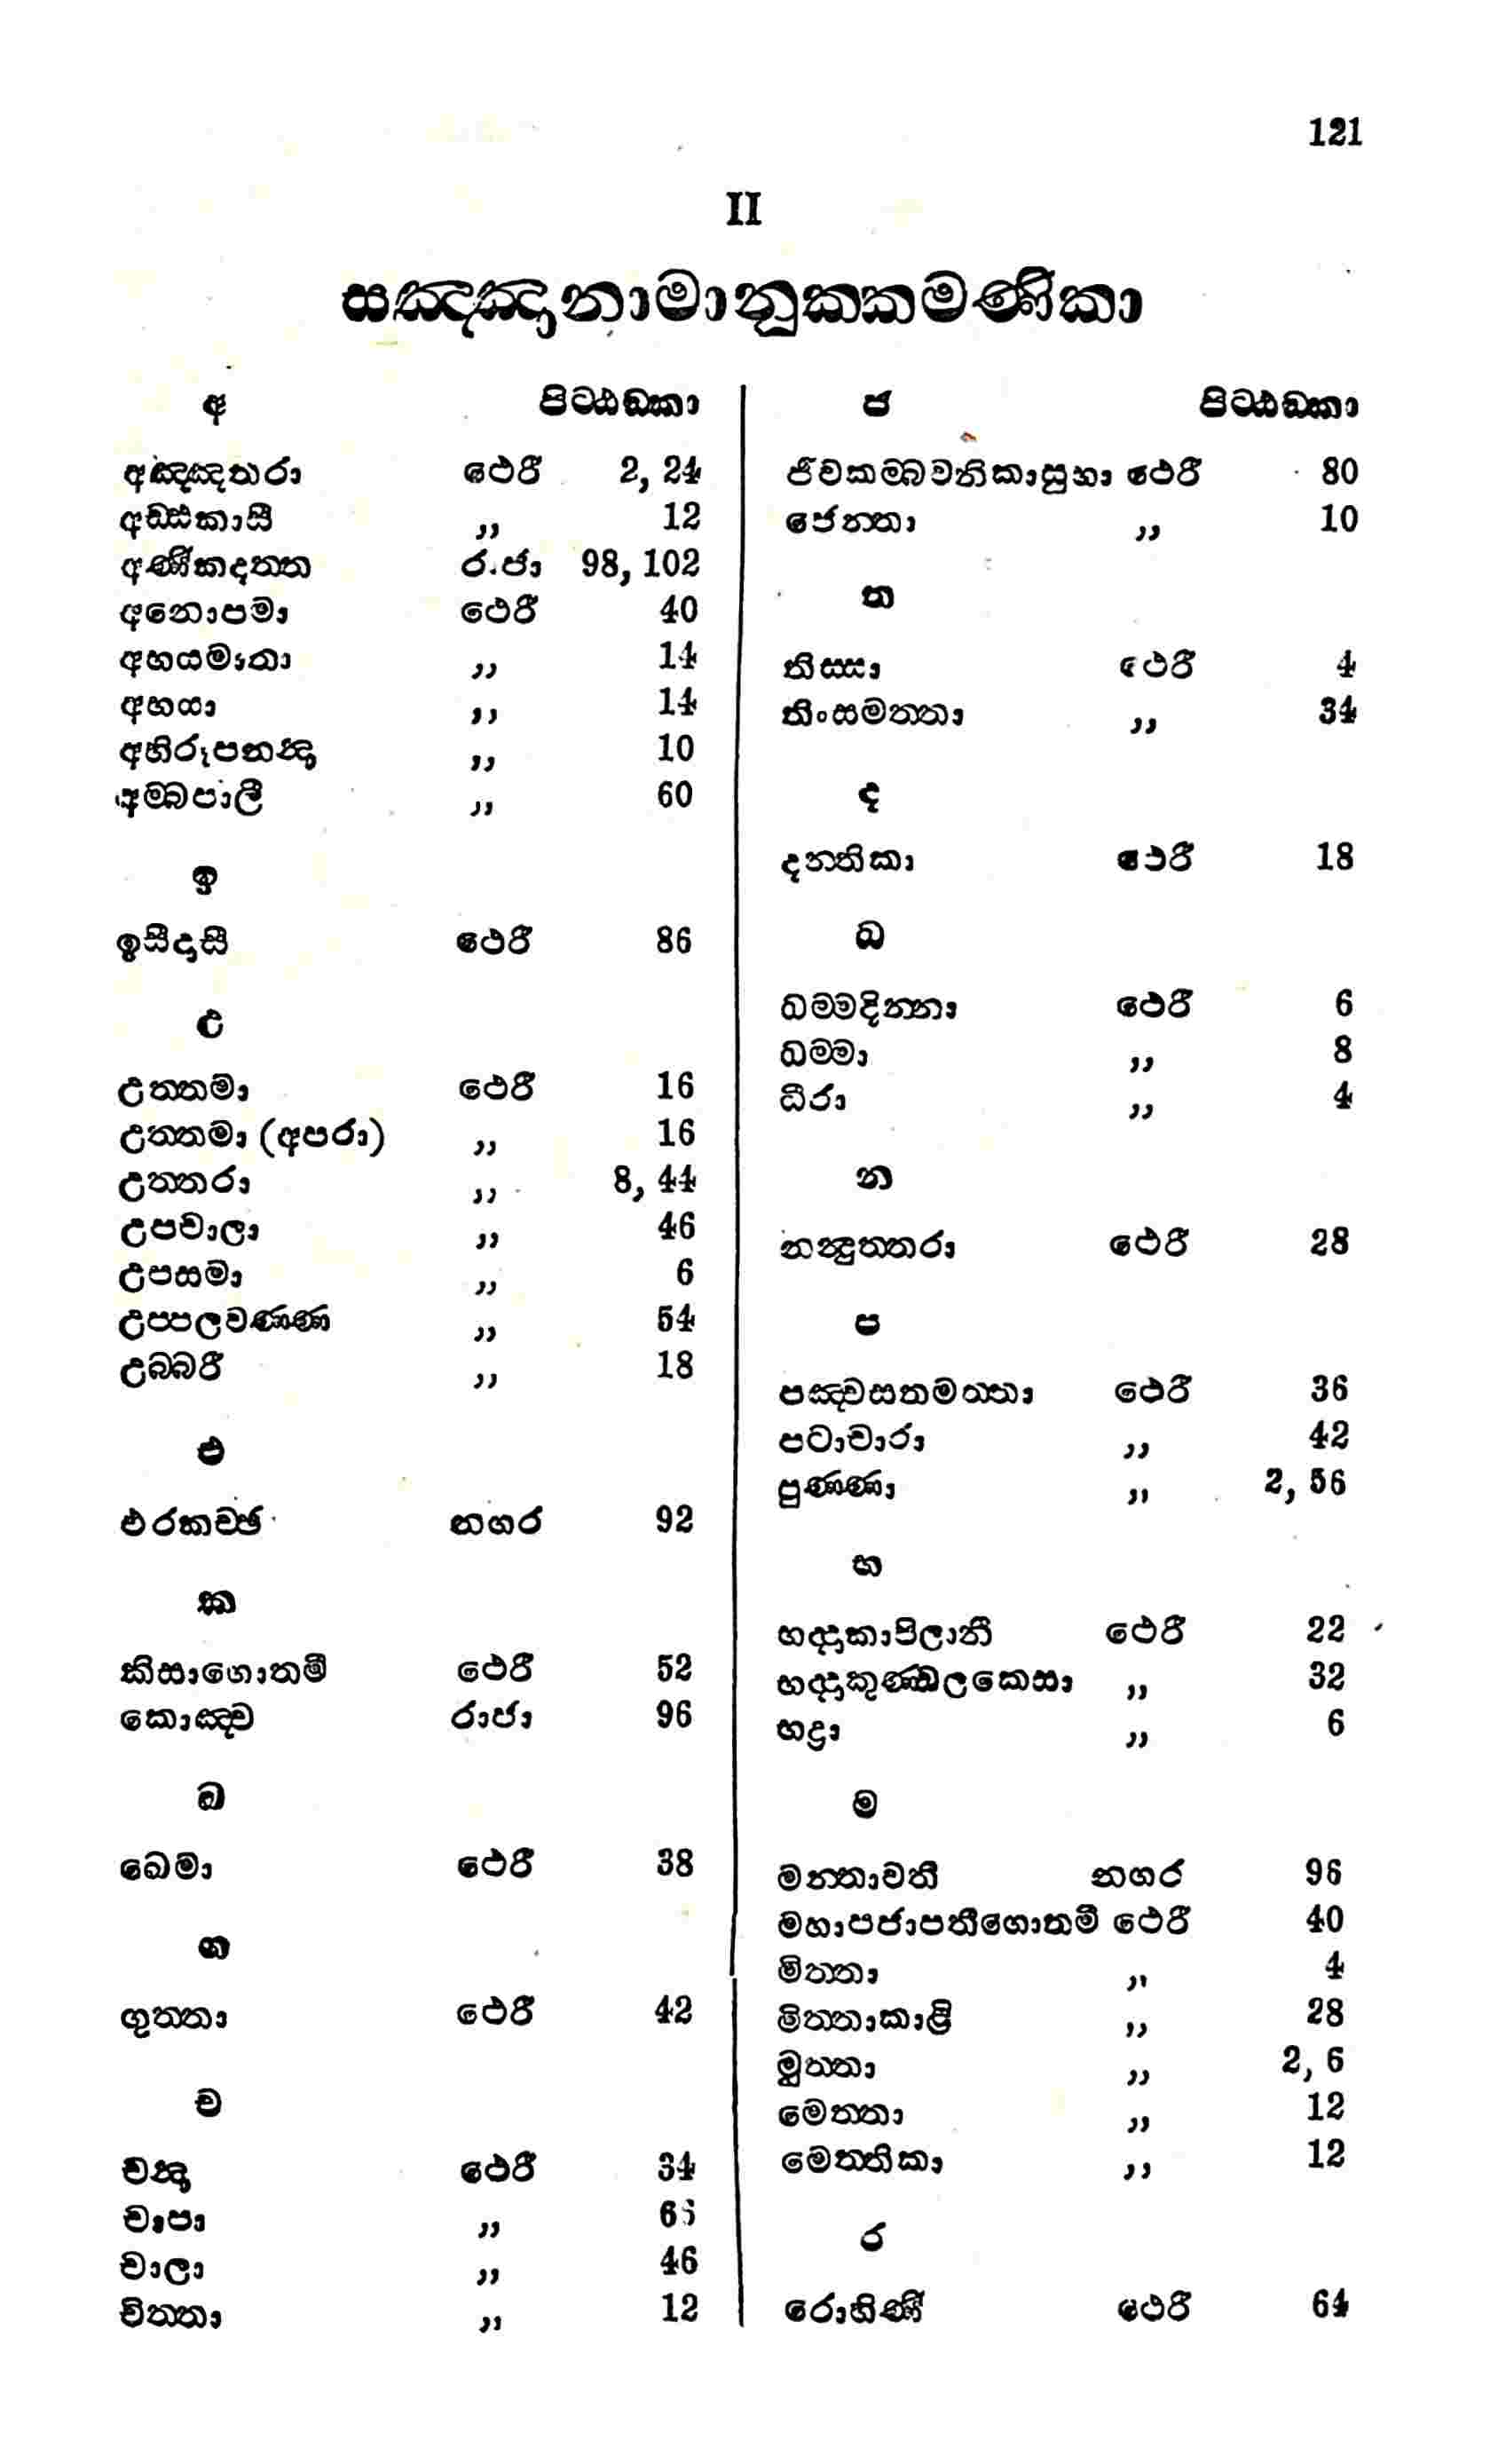 121
II
සඤ්ඤානාමානුක්කමණිකා
අ පිට්ඨඞ්කා
අඤ්ඤතරා ථෙරී 2, 24
අඩ්ඪකාසී ,, 12
අණීකදත්ත රාජා 98, 102
අනොපමා ථෙරී 40
අභයමාතා ,, 14
අභයා ,, 14
අභිරූපනන්‍දා ,, 10
අම්බපාලී ,, 60
ඉ
ඉසිදාසී ථෙරී 86
උ
උත්තමා ථෙරී 16
උත්තමා (අපරා) ,, 16
උත්තරා ,, 8, 44
උපචාලා ,, 46
උපසමා ,, 6
උප්පලවණ්ණ ,, 54
උබ්බරී ,, 18
එ
එරකච්ඡ නගර 92
ක
කිසාගොතමී ථෙරී 52
කොඤ්ච රාජා 96
ඛ
ඛෙමා ථෙරී 38
ග
ගුත්තා ථෙරී 42
ච
චන්‍දා ථෙරී 34
චාපා ,,
චාලා ,, 46
චිත්තා ,, 12
ජ පිට්ඨඞ්කා
ජීවකම්බවනිකාසුභා ථෙරී 80
ජෙන්තා ,, 10
ත
තිස්සා ථෙරී 4
තිංසමත්තා ,, 34
ද
දන්තිකා ථෙරී 18
ධ
ධම්මදින්නා ථෙරී 6
ධම්මා ,, 8
ධීරා ,, 4
න
නන්‍දුත්තරා ථෙරී 28
ප
පඤ්චසතමත්තා ථෙරී 36
පටාචාරා ,, 42
පුණ්ණා ,, 2, 56
භ
භද්දාකාපිලානී ථෙරී 22
භද්දාකුණ්ඩලකෙසා ,, 32
භද්‍රා ,, 6
ම
මන්තාවතී නගර 96
මහාපජාපතීගොතමී ථෙරී 40
මිත්තා ,, 4
මිත්තාකාළි ,, 28
මුත්තා ,, 2, 6
මෙත්තා ,, 12
මෙත්තිකා ,, 12
ර
රොහිණී ථෙරී 64